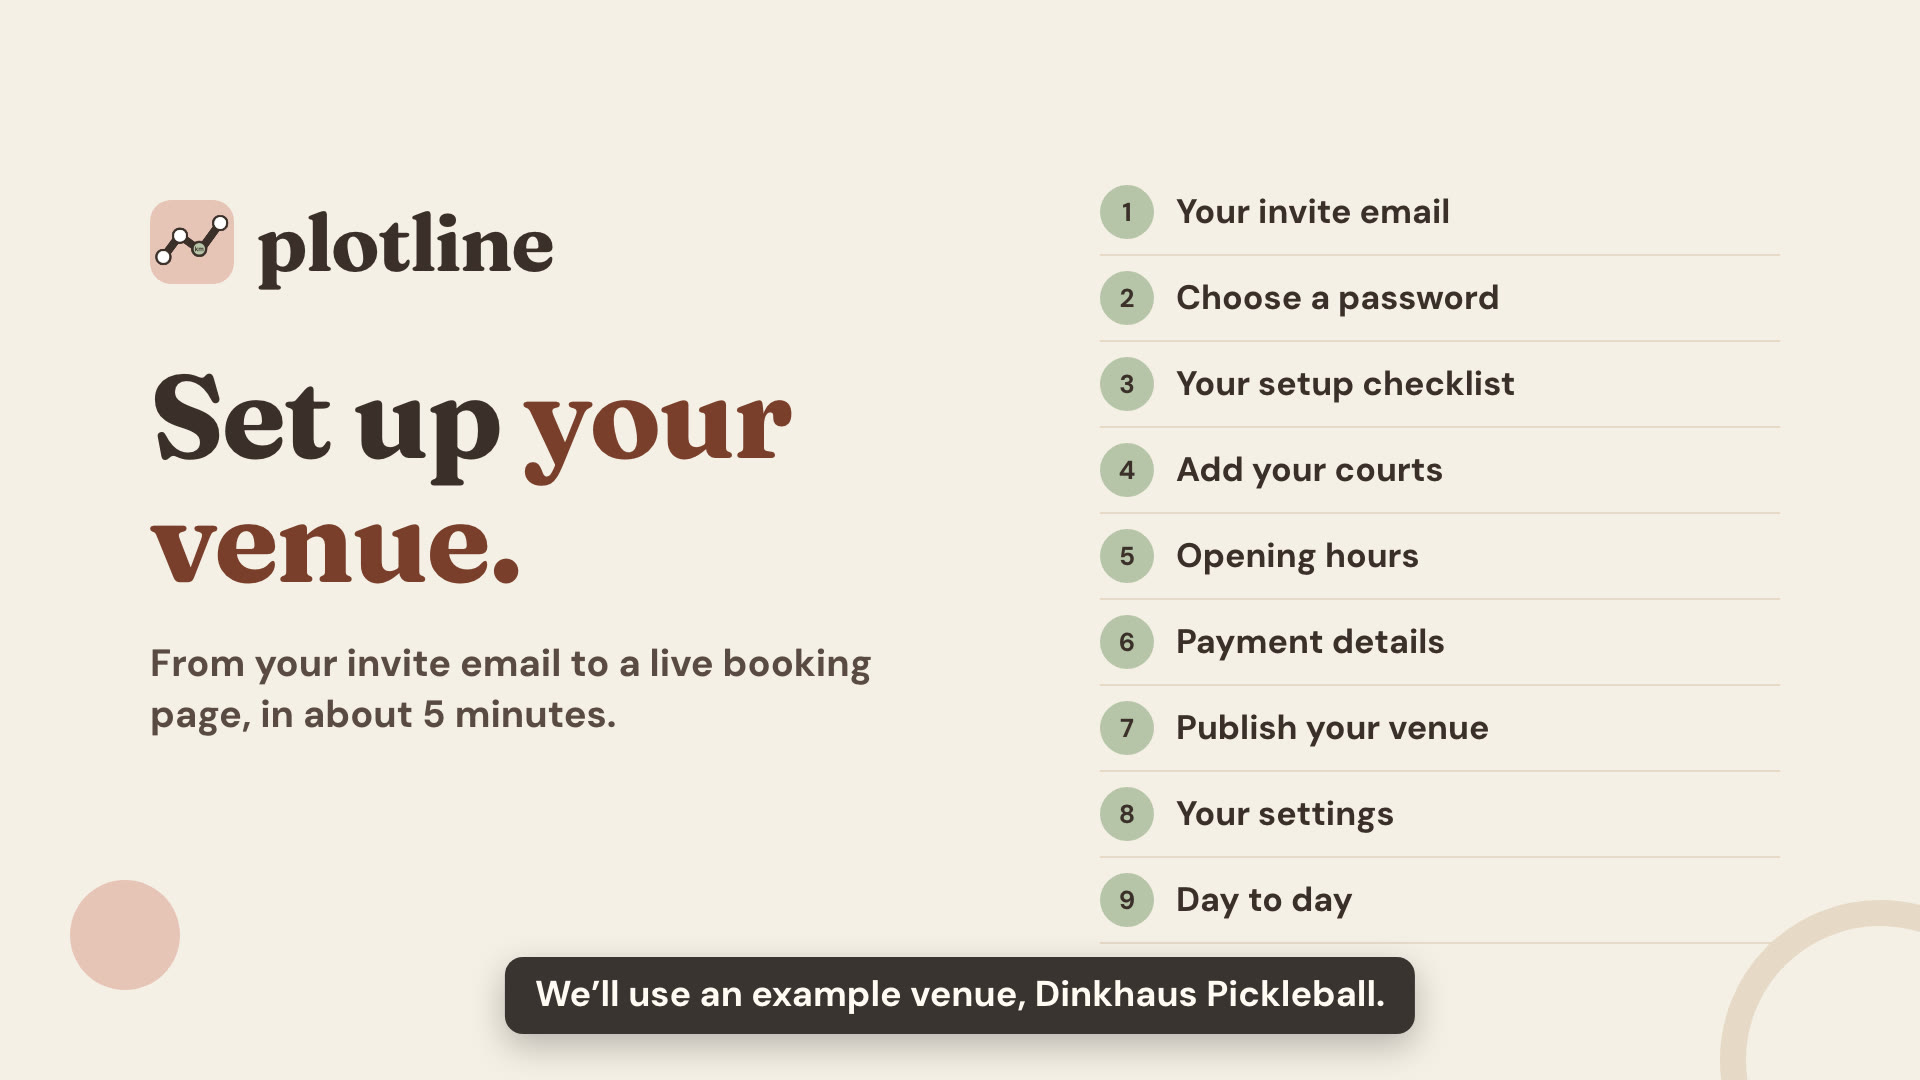 plotline
Set up your
venue.
From your invite email to a live booking
page, in about 5 minutes.
1 Your invite email
2 Choose a password
3 Your setup checklist
4 Add your courts
5 Opening hours
6 Payment details
7 Publish your venue
8 Your settings
9 Day to day
We’ll use an example venue, Dinkhaus Pickleball.